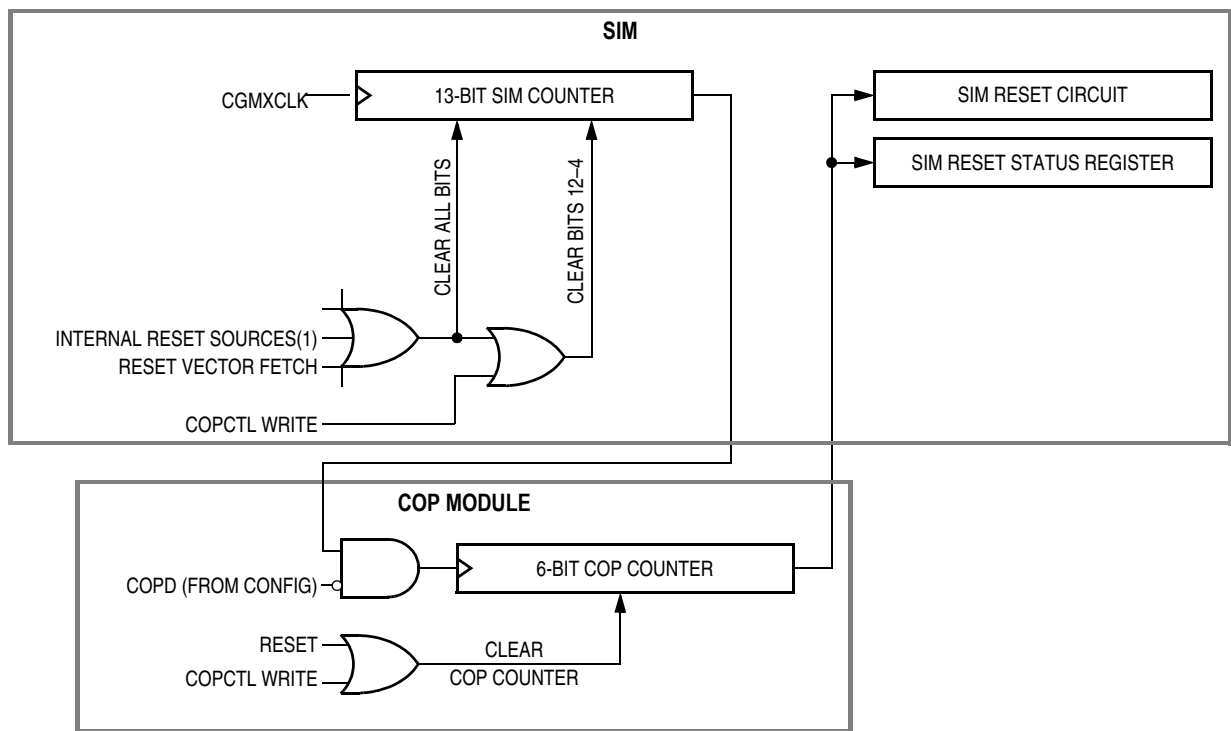 SIM
CGMXCLK
13-BIT SIM COUNTER
SIM RESET CIRCUIT
SIM RESET STATUS REGISTER
CLEAR ALL BITS
CLEAR BITS 12–4
INTERNAL RESET SOURCES(1)
RESET VECTOR FETCH
COPCTL WRITE
COP MODULE
6-BIT COP COUNTER
COPD (FROM CONFIG)
RESET
COPCTL WRITE
CLEAR
COP COUNTER